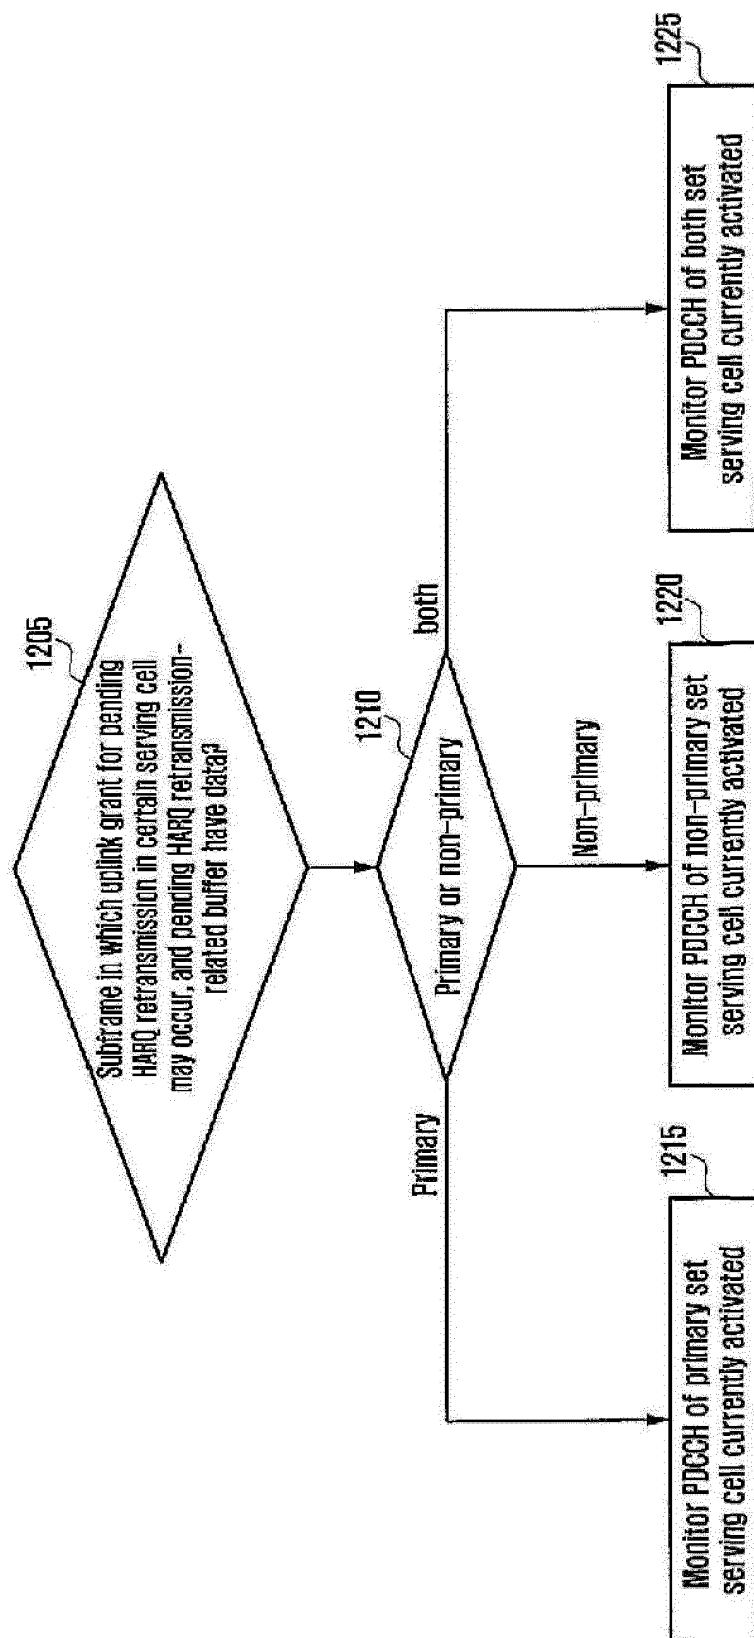 1205
Subframe in which uplink grant for pending
HARQ retransmission in certain serving cell
may occur, and pending HARQ retransmission-
related buffer have data?
1210
Primary or non-primary
Primary
Non-primary
both
1215
Monitor PDCCH of primary set
serving cell currently activated
1220
Monitor PDCCH of non-primary set
serving cell currently activated
1225
Monitor PDCCH of both set
serving cell currently activated